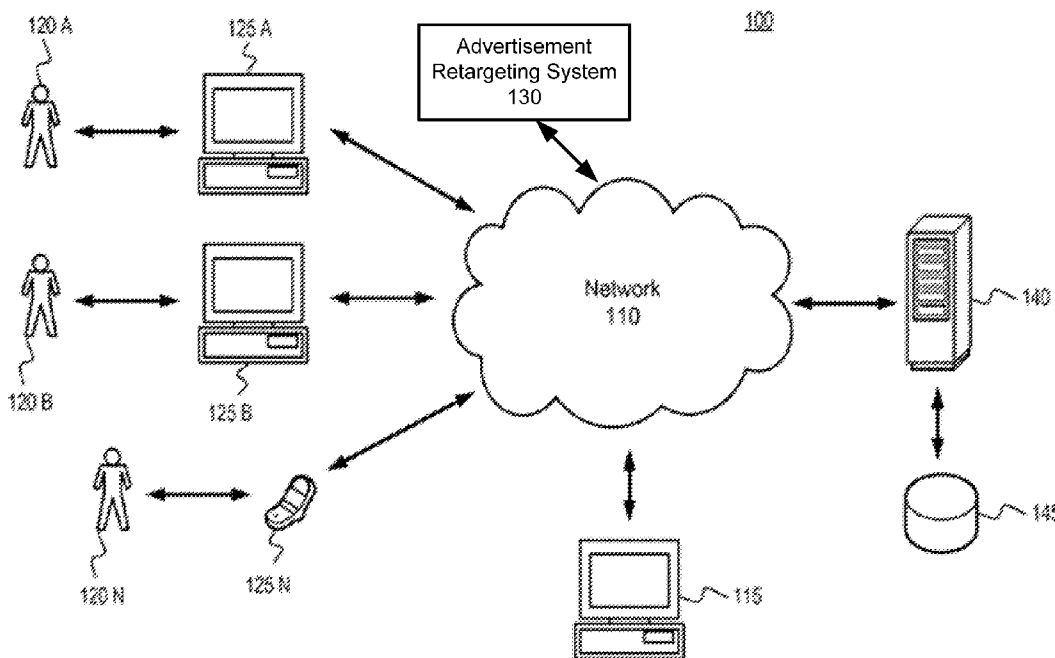 120 A
125 A
Advertisement
Retargeting System
130
100
120 B
125 B
Network
110
140
120 N
125 N
115
145